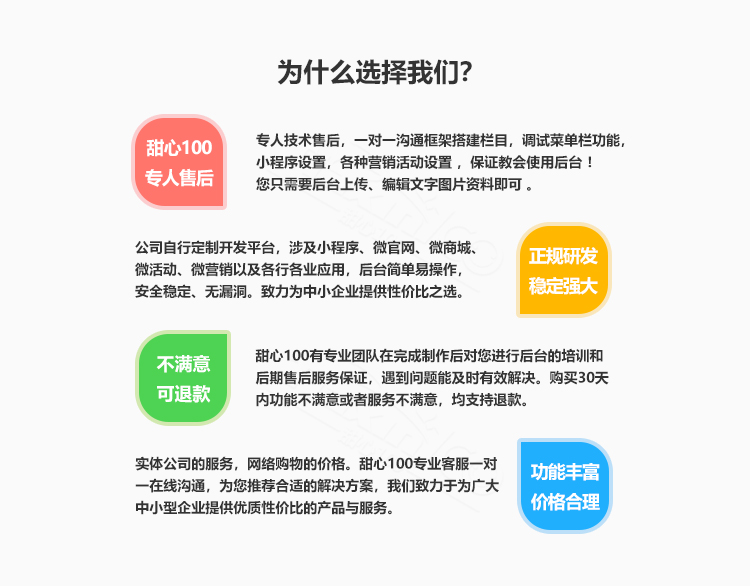 为什么选择我们?
甜心100
专人售后
专人技术售后，一对一沟通框架搭建栏目，调试菜单栏功能，
小程序设置，各种营销活动设置 ，保证教会使用后台！
您只需要后台上传、编辑文字图片资料即可 。
公司自行定制开发平台，涉及小程序、微官网、微商城、
微活动、微营销以及各行各业应用，后台简单易操作，
安全稳定、无漏洞。致力为中小企业提供性价比之选。
正规研发
稳定强大
不满意
可退款
甜心100有专业团队在完成制作后对您进行后台的培训和
后期售后服务保证，遇到问题能及时有效解决。购买30天
内功能不满意或者服务不满意，均支持退款。
实体公司的服务，网络购物的价格。甜心100专业客服一对
一在线沟通，为您推荐合适的解决方案，我们致力于为广大
中小型企业提供优质性价比的产品与服务。
功能丰富
价格合理